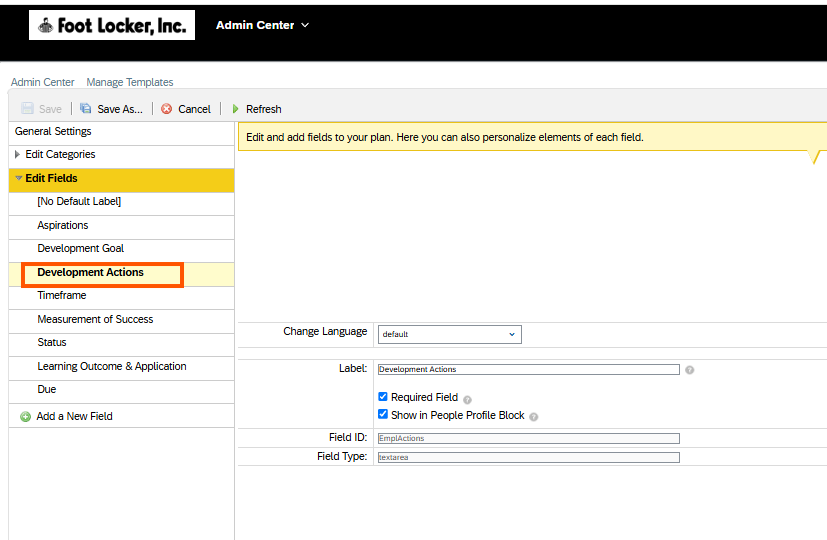 Foot Locker, Inc.
Admin Center
Admin Center Manage Templates
Save Save As... Cancel Refresh
General Settings
Edit Categories
Edit Fields
[No Default Label]
Aspirations
Development Goal
Development Actions
Timeframe
Measurement of Success
Status
Learning Outcome & Application
Due
Add a New Field
Edit and add fields to your plan. Here you can also personalize elements of each field.
Change Language default
Label: Development Actions ?
Required Field ?
Show in People Profile Block ?
Field ID: EmplActions
Field Type: textarea